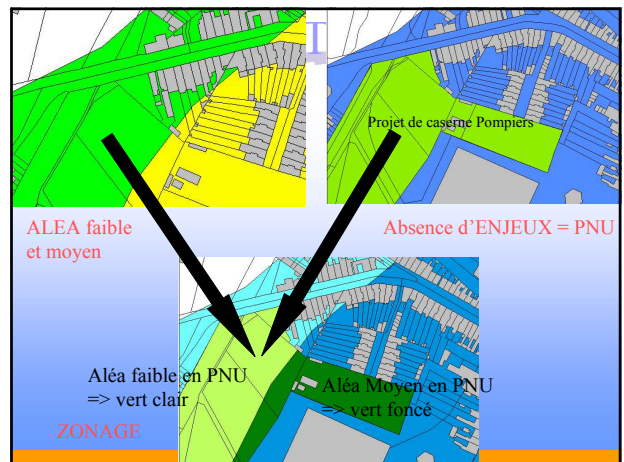 T
Projet de caserne Pompiers
ALEA faible
et moyen
Absence d'ENJEUX = PNU
Aléa faible en PNU
=> vert clair
Aléa Moyen en PNU
=> vert foncé
ZONAGE